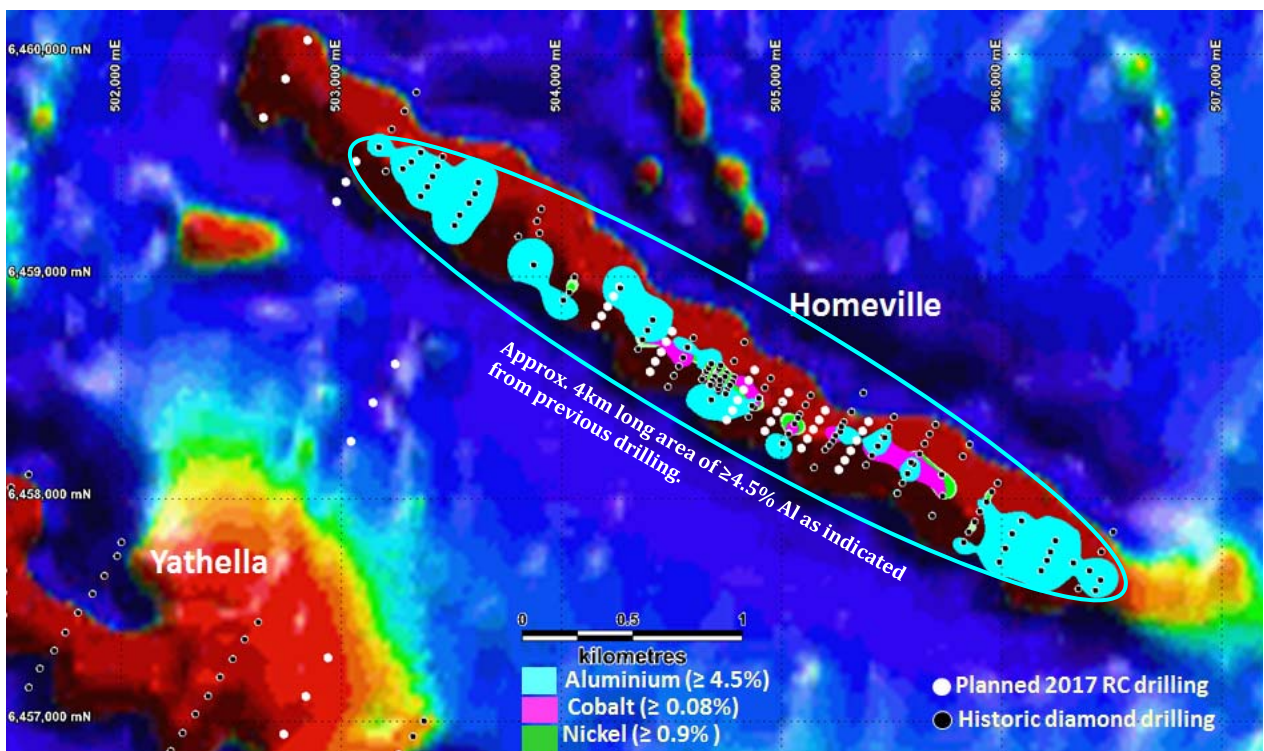 502,000 mE
503,000 mE
504,000 mE
505,000 mE
506,000 mE
507,000 mE
6,460,000 mN
6,459,000 mN
Homeville
Approx. 4km long area of ≥4.5% Al as indicated
from previous drilling.
6,458,000 mN
Yathella
0 0.5 1
kilometres
Aluminium (≥ 4.5%)
Cobalt (≥ 0.08%)
Nickel (≥ 0.9% )
Planned 2017 RC drilling
Historic diamond drilling
6,457,000 mN